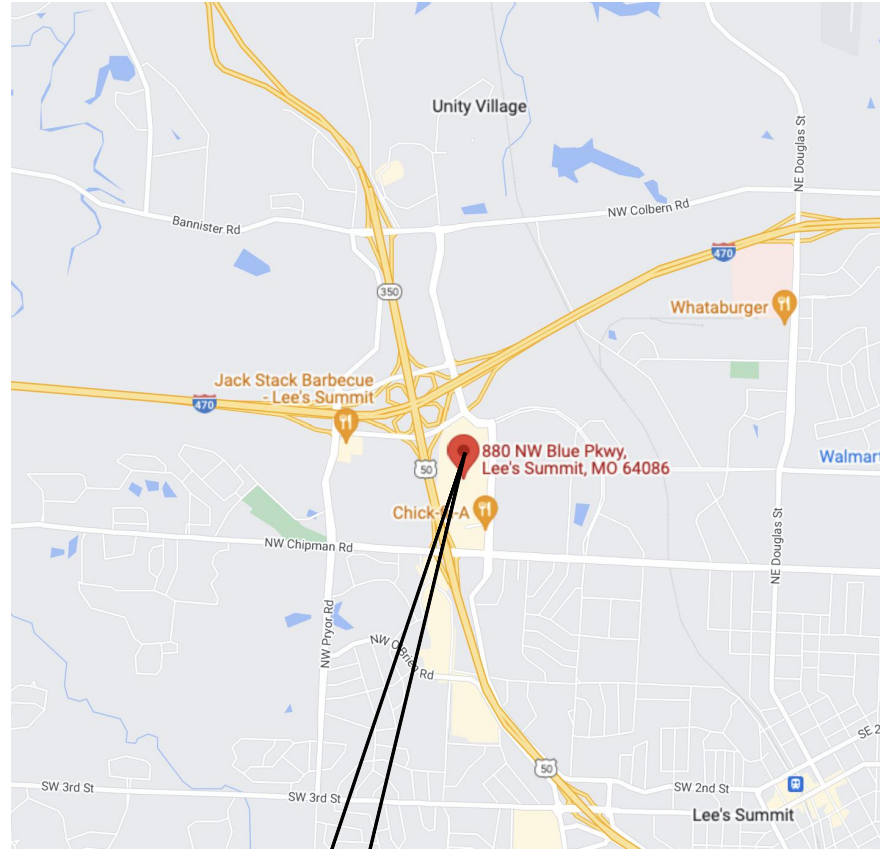 Unity Village
NE Douglas St
NW Colbern Rd
Bannister Rd
470
350
Whataburger
Jack Stack Barbecue
- Lee's Summit
470
880 NW Blue Pkwy,
Lee's Summit, MO 64086
50
Walmart
NW Chipman Rd
NE Douglas St
NW Pryor Rd
NW O'Brien Rd
50
SE 2
SW 3rd St
SW 3rd St
SW 2nd St
Lee's Summit